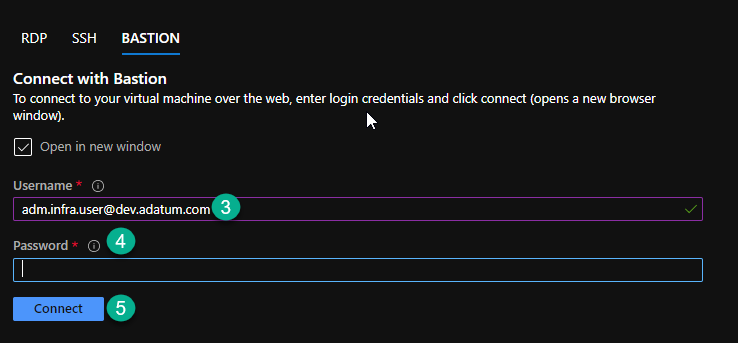 RDP SSH BASTION
Connect with Bastion
To connect to your virtual machine over the web, enter login credentials and click connect (opens a new browser
window).
Open in new window
Username *
adm.infra.user@dev.adatum.com 3
Password * 4
Connect 5